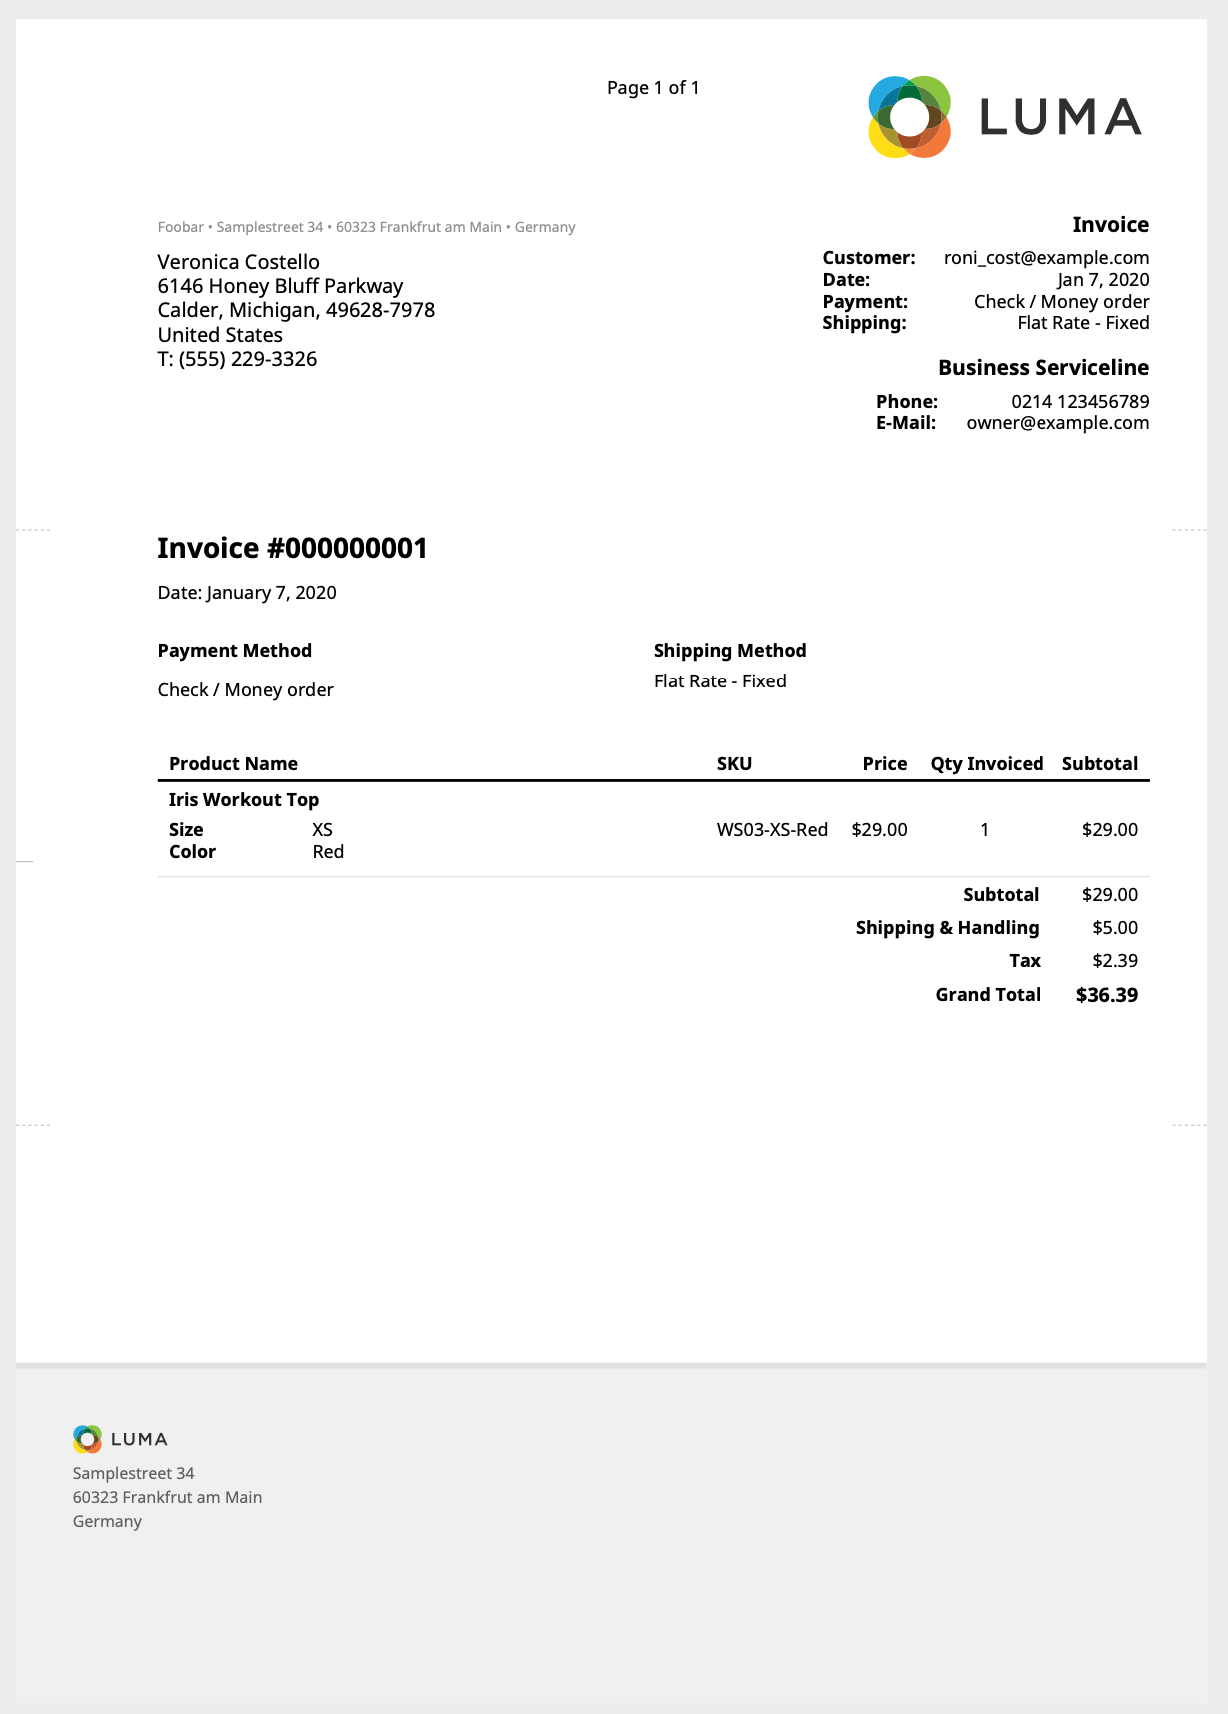 Page 1 of 1
LUMA
Foobar • Samplestreet 34 • 60323 Frankfrut am Main • Germany
Veronica Costello
6146 Honey Bluff Parkway
Calder, Michigan, 49628-7978
United States
T: (555) 229-3326
Invoice
Customer: roni_cost@example.com
Date: Jan 7, 2020
Payment: Check / Money order
Shipping: Flat Rate - Fixed
Business Serviceline
Phone: 0214 123456789
E-Mail: owner@example.com
Invoice #000000001
Date: January 7, 2020
Payment Method
Check / Money order
Shipping Method
Flat Rate - Fixed
Product Name SKU Price Qty Invoiced Subtotal
Iris Workout Top
Size XS WS03-XS-Red $29.00 1 $29.00
Color Red
Subtotal $29.00
Shipping & Handling $5.00
Tax $2.39
Grand Total $36.39
LUMA
Samplestreet 34
60323 Frankfrut am Main
Germany